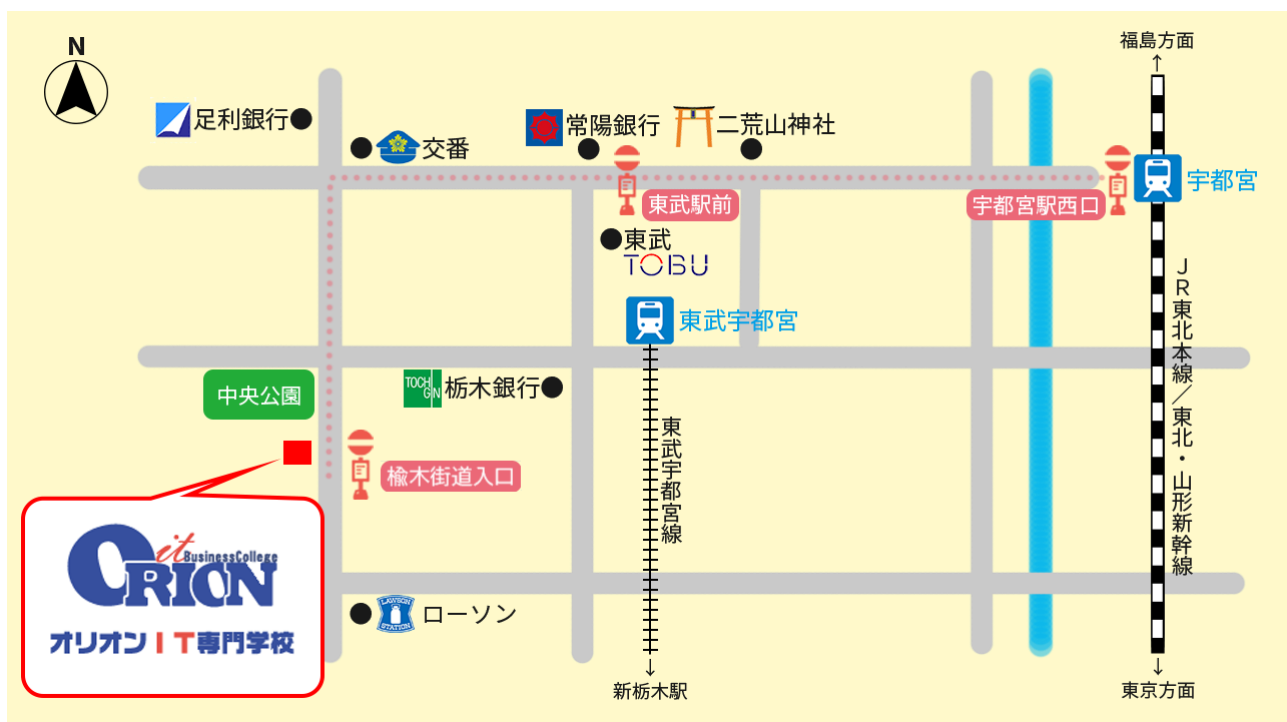 N
福島方面
↑
足利銀行
交番
常陽銀行
二荒山神社
宇都宮
東武駅前
宇都宮駅西口
東武
TOBU
東武宇都宮
JR東北本線／東北・山形新幹線
中央公園
TOCHGIN
栃木銀行
東武宇都宮線
楡木街道入口
ORION
it
BusinessCollege
オリオンIT専門学校
LAWSON
STATION
ローソン
↓
新栃木駅
↓
東京方面